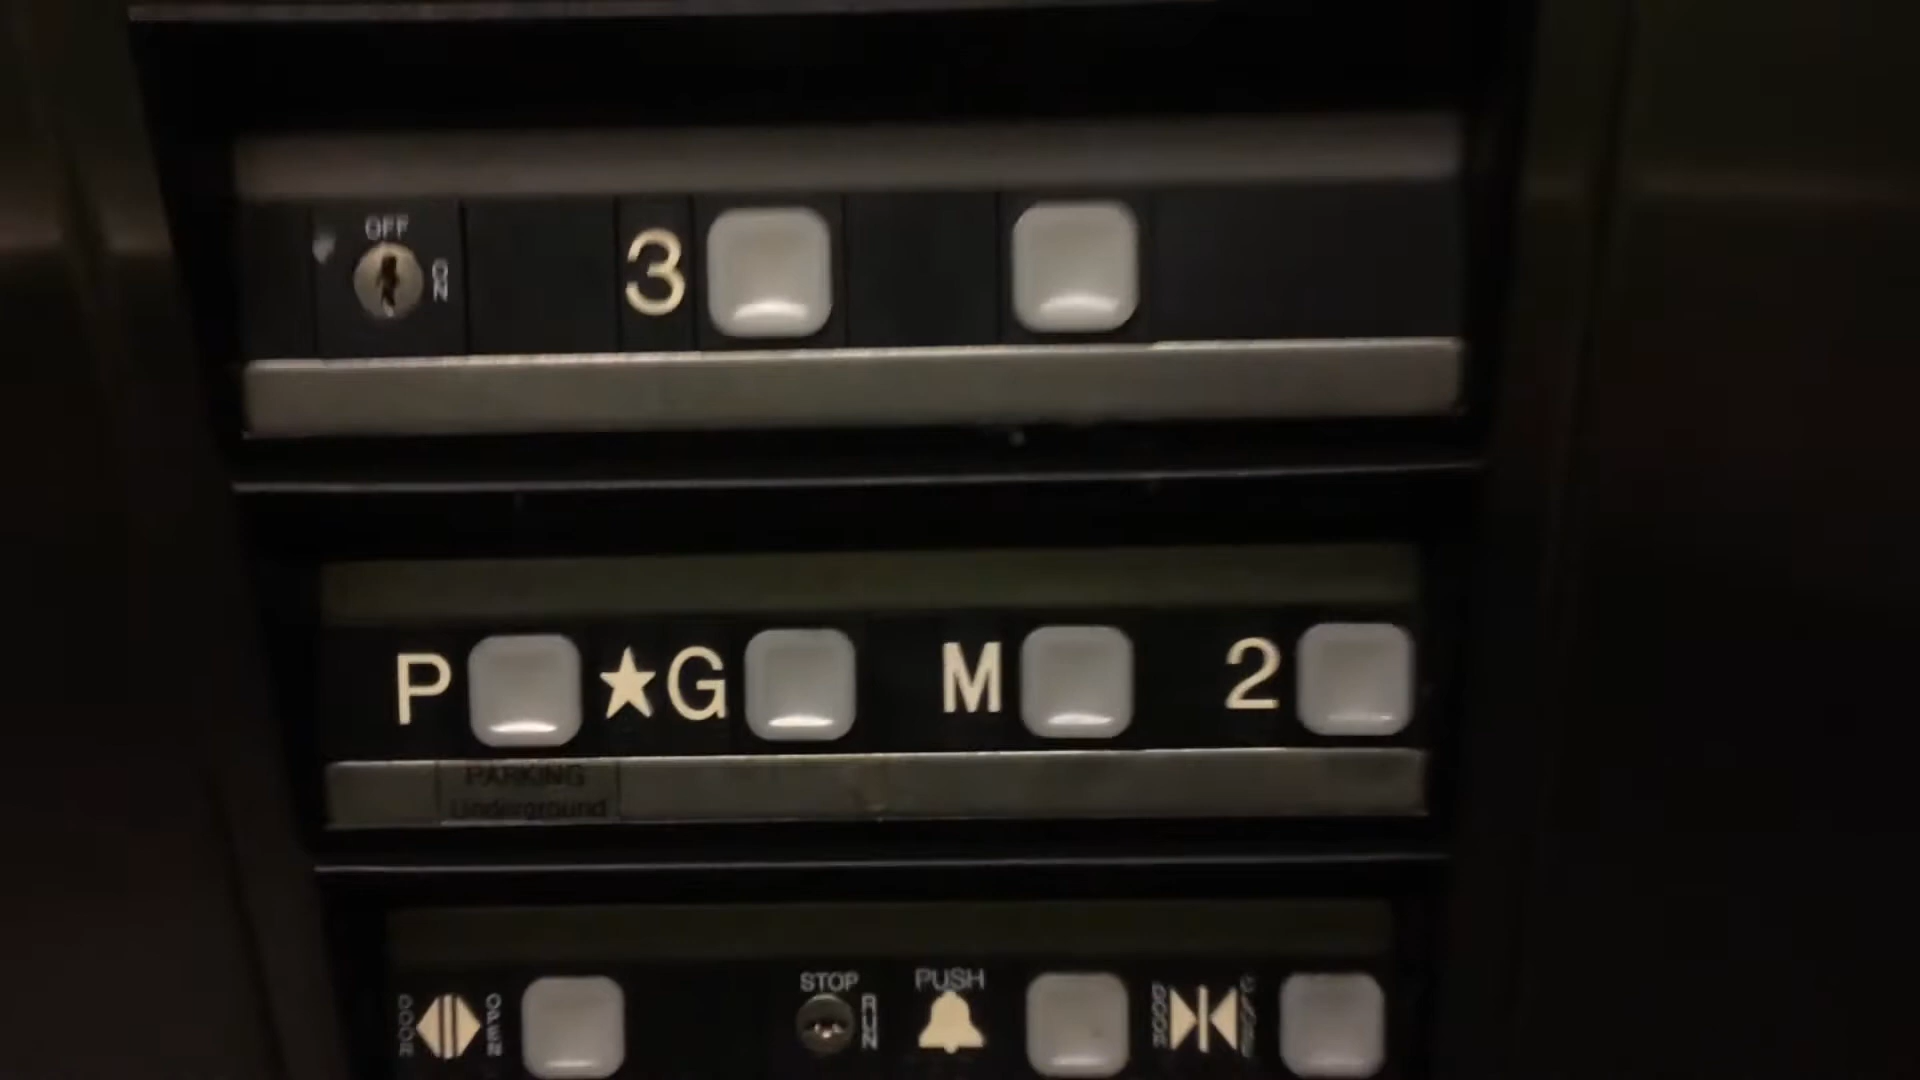 OFF
ON
3
P ★G M 2
PARKING
Underground
DOOR OPEN
STOP
RUN
PUSH
DOOR CLOSE